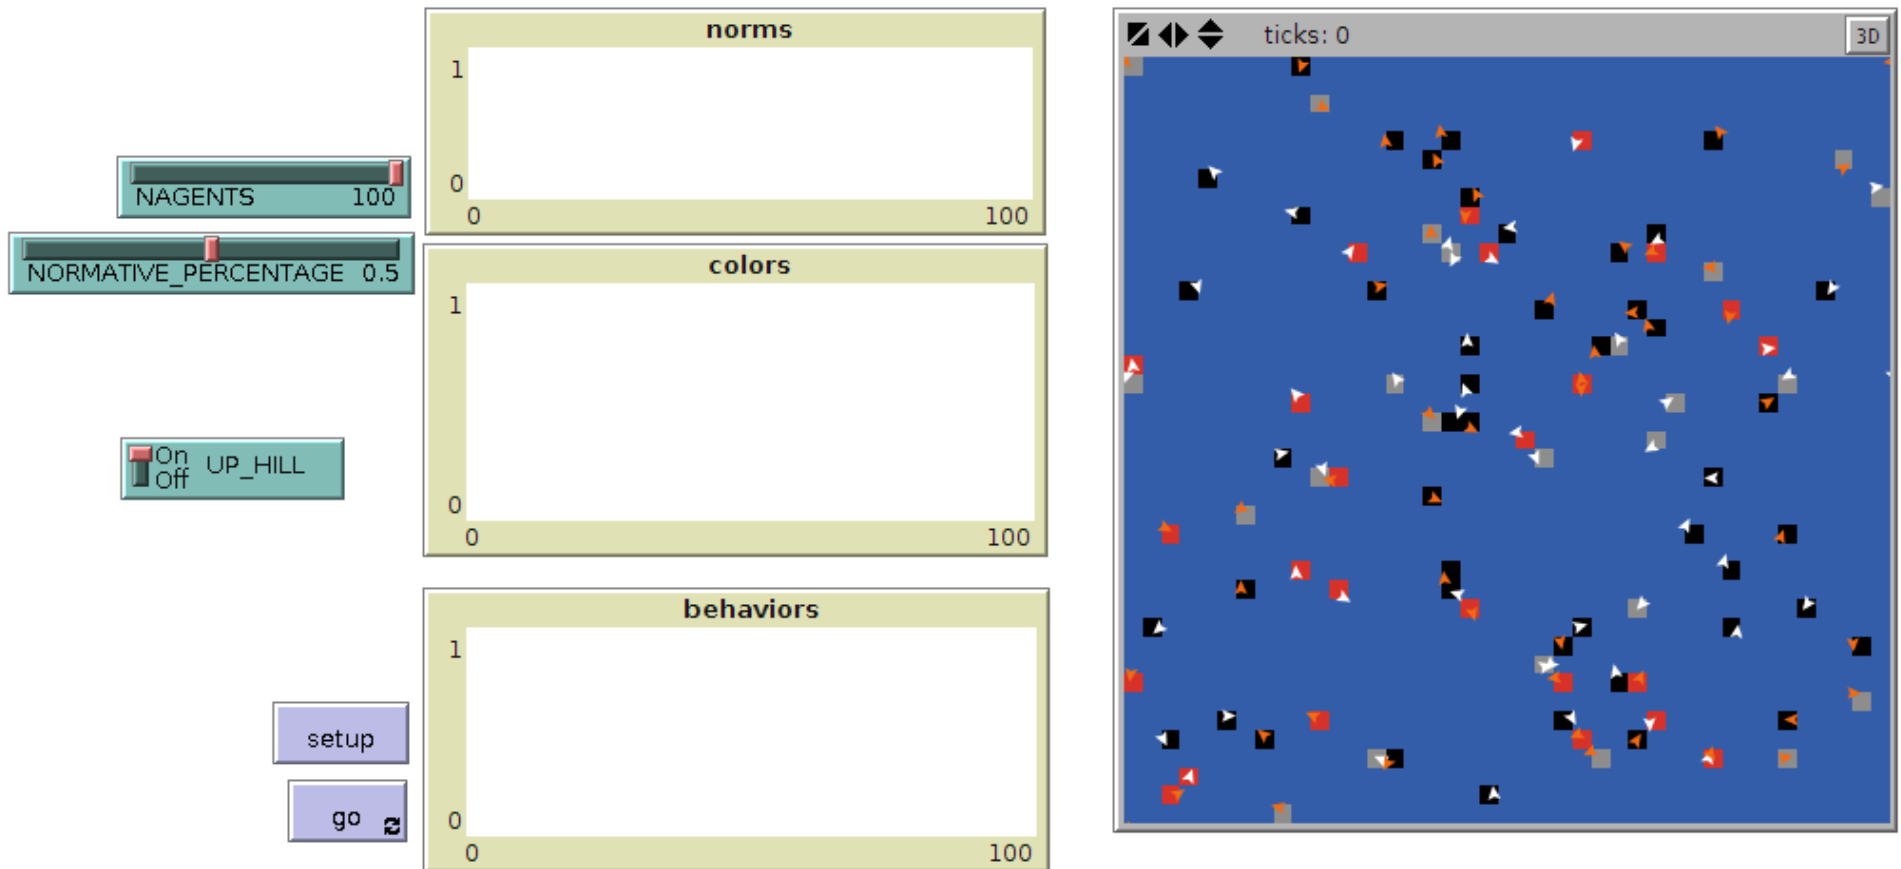 NAGENTS 100
NORMATIVE_PERCENTAGE 0.5
On
Off
UP_HILL
setup
go
norms
1
0
0 100
colors
1
0
0 100
behaviors
1
0
0 100
ticks: 0
3D